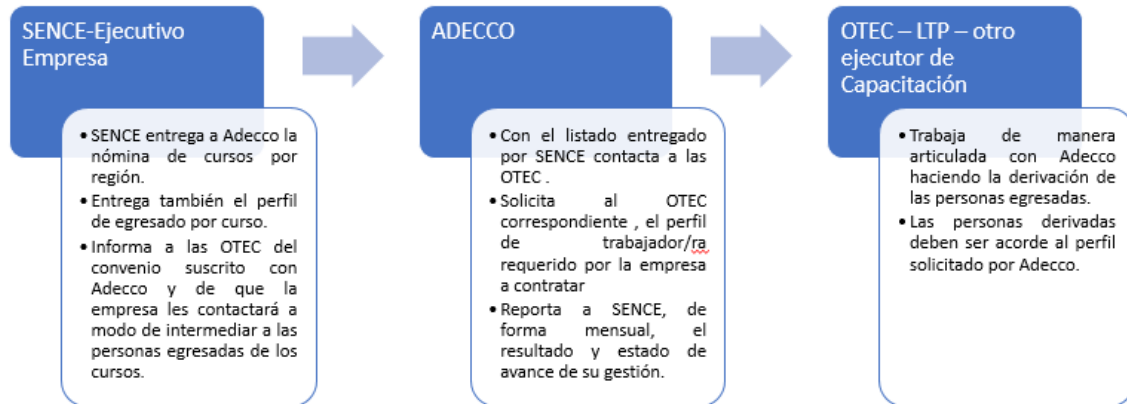 SENCE-Ejecutivo
Empresa
• SENCE entrega a Adecco la
nómina de cursos por
región.
• Entrega también el perfil
de egresado por curso.
• Informa a las OTEC del
convenio suscrito con
Adecco y de que la
empresa les contactará a
modo de intermediar a las
personas egresadas de los
cursos.
ADECCO
• Con el listado entregado
por SENCE contacta a las
OTEC .
• Solicita al OTEC
correspondiente , el perfil
de trabajador/ra
requerido por la empresa
a contratar
• Reporta a SENCE, de
forma mensual, el
resultado y estado de
avance de su gestión.
OTEC – LTP – otro
ejecutor de
Capacitación
• Trabaja de manera
articulada con Adecco
haciendo la derivación de
las personas egresadas.
• Las personas derivadas
deben ser acorde al perfil
solicitado por Adecco.